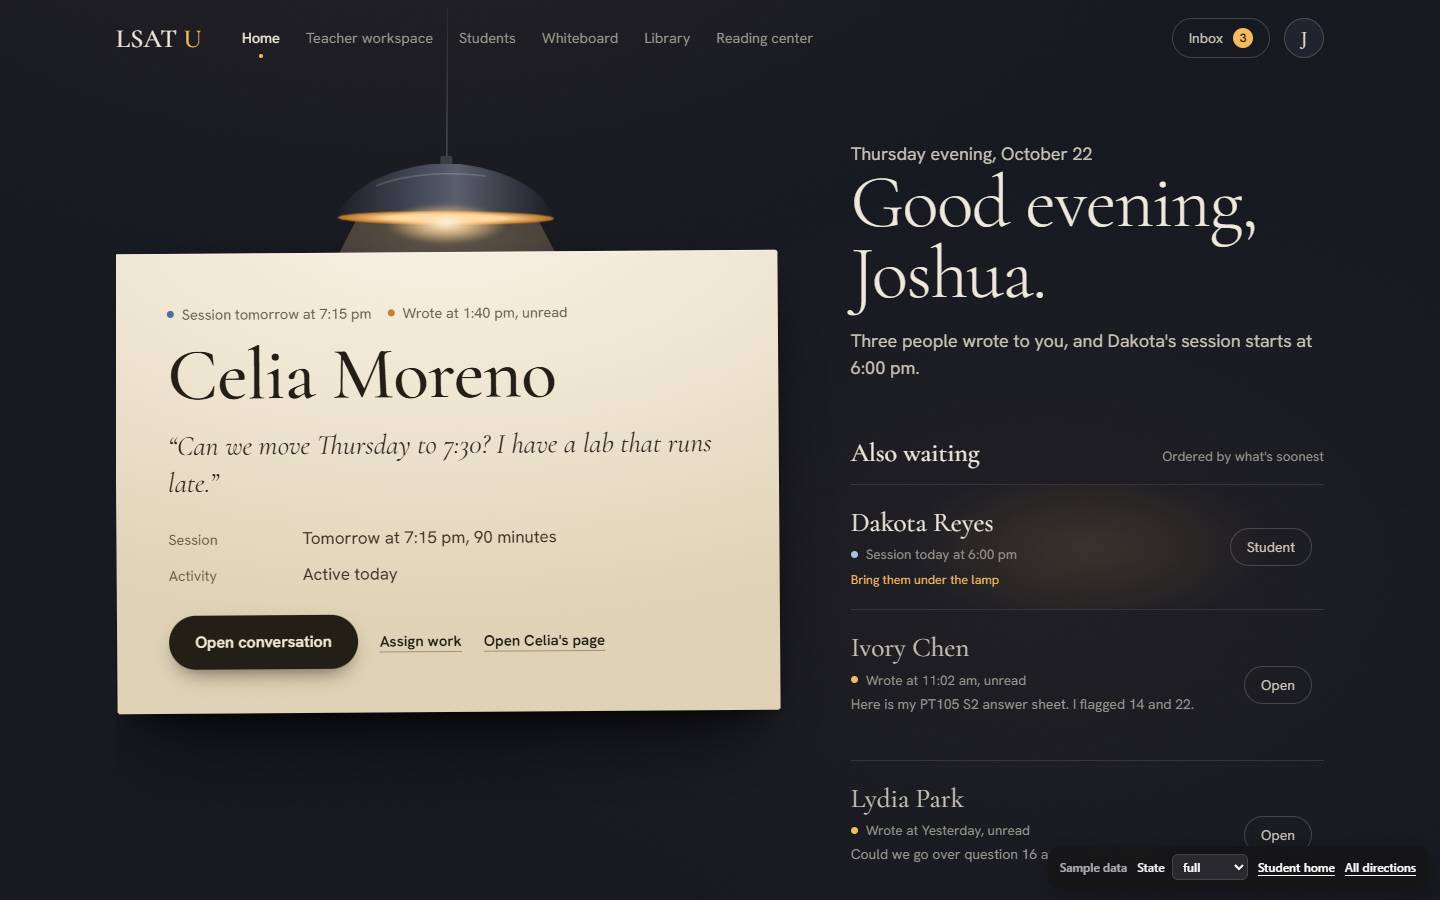 LSAT U
Home
Teacher workspace
Students
Whiteboard
Library
Reading center
Inbox 3
J
Thursday evening, October 22
Good evening,
Joshua.
Three people wrote to you, and Dakota's session starts at
6:00 pm.
Session tomorrow at 7:15 pm
Wrote at 1:40 pm, unread
Celia Moreno
“Can we move Thursday to 7:30? I have a lab that runs
late.”
Session
Tomorrow at 7:15 pm, 90 minutes
Activity
Active today
Open conversation
Assign work
Open Celia's page
Also waiting
Ordered by what's soonest
Dakota Reyes
Session today at 6:00 pm
Bring them under the lamp
Student
Ivory Chen
Wrote at 11:02 am, unread
Here is my PT105 S2 answer sheet. I flagged 14 and 22.
Open
Lydia Park
Wrote at Yesterday, unread
Could we go over question 16 a
Open
Sample data
State
full
Student home
All directions